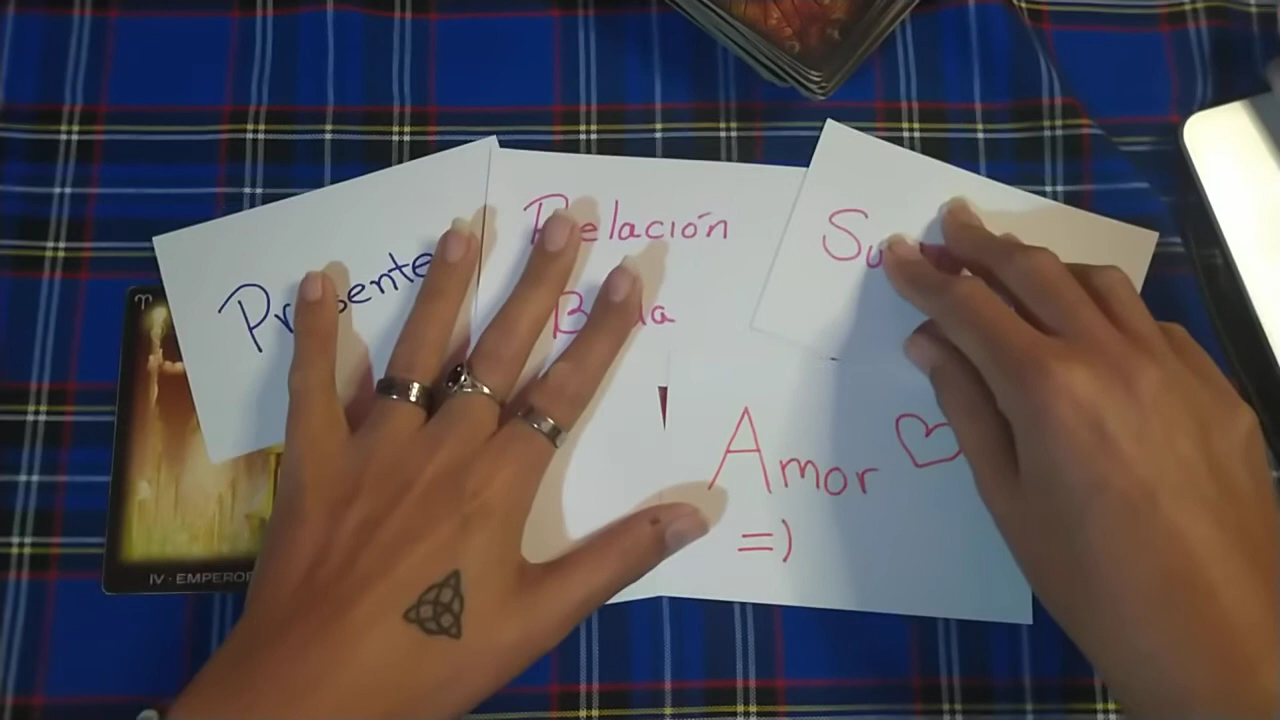 Presente
Relación
Amor
=)
IV · EMPEROR